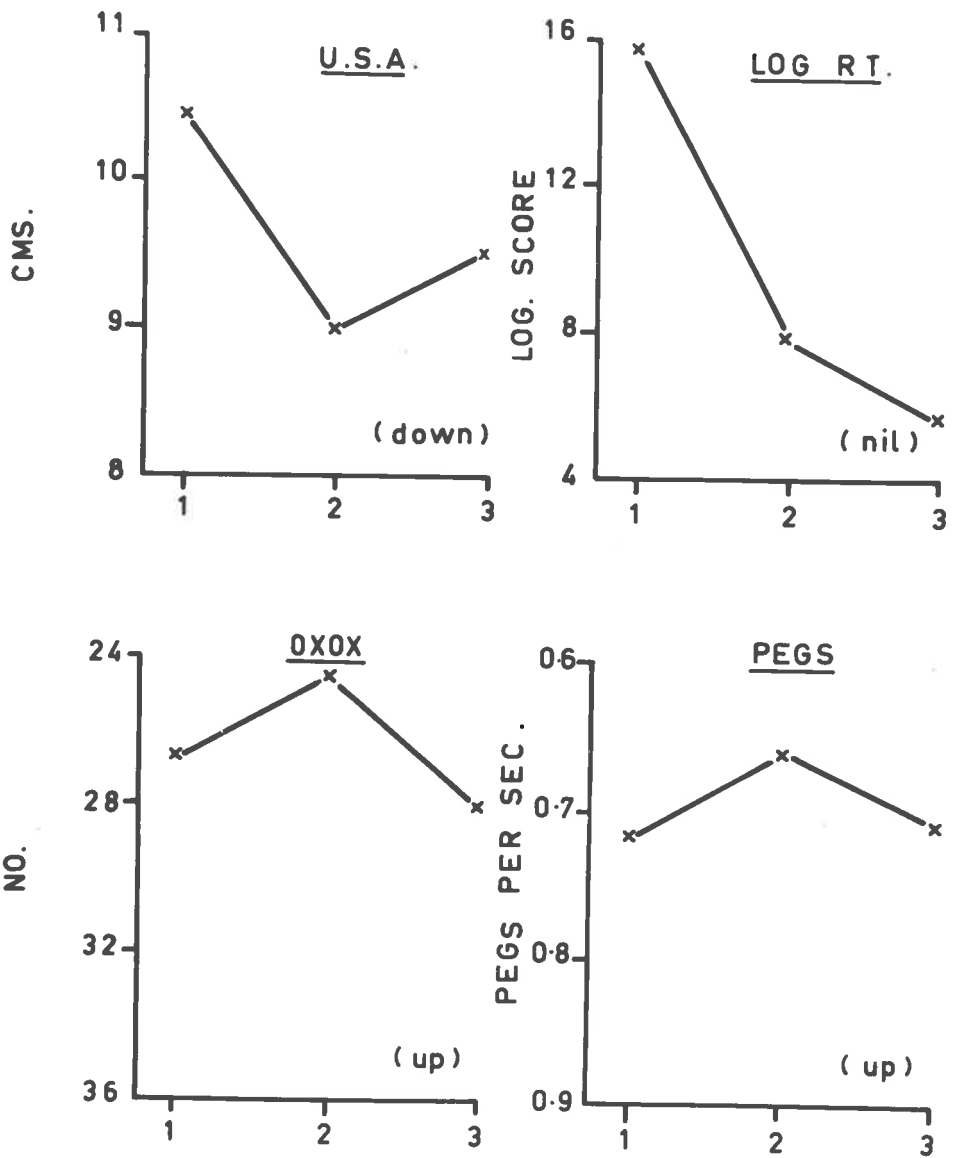 U.S.A.
CMS.
11
10
9
8
1 2 3
(down)
LOG RT.
LOG. SCORE
16
12
8
4
1 2 3
(nil)
OXOX
NO.
24
28
32
36
1 2 3
(up)
PEGS
PEGS PER SEC.
0·6
0·7
0·8
0·9
1 2 3
(up)